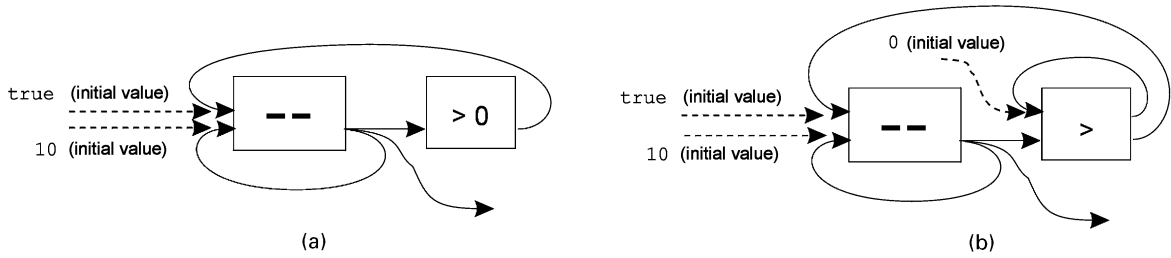 true (initial value)
10 (initial value)
--
> 0
(a)
0 (initial value)
true (initial value)
10 (initial value)
--
>
(b)